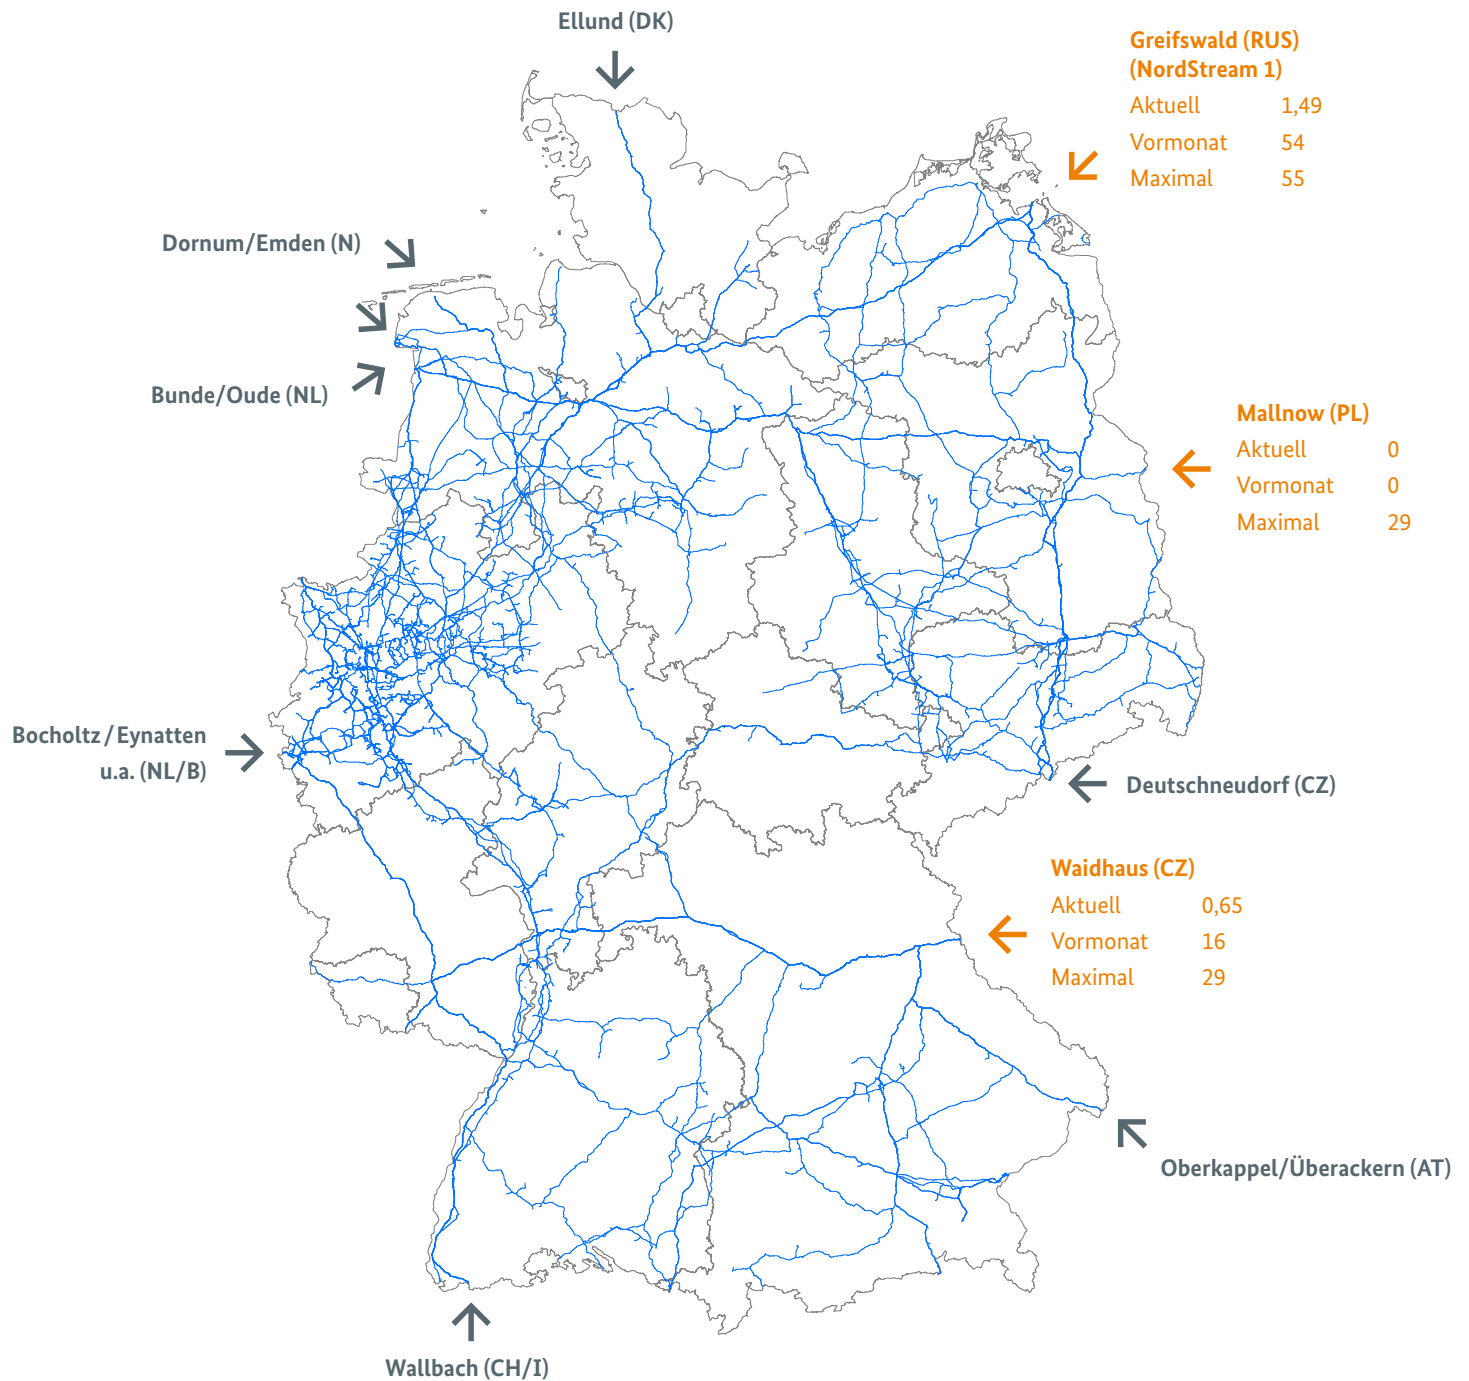 Ellund (DK)
Greifswald (RUS)
(NordStream 1)
Aktuell 1,49
Vormonat 54
Maximal 55
Dornum/Emden (N)
Bunde/Oude (NL)
Mallnow (PL)
Aktuell 0
Vormonat 0
Maximal 29
Bocholtz / Eynatten
u.a. (NL/B)
Deutschneudorf (CZ)
Waidhaus (CZ)
Aktuell 0,65
Vormonat 16
Maximal 29
Oberkappel/Überackern (AT)
Wallbach (CH/I)